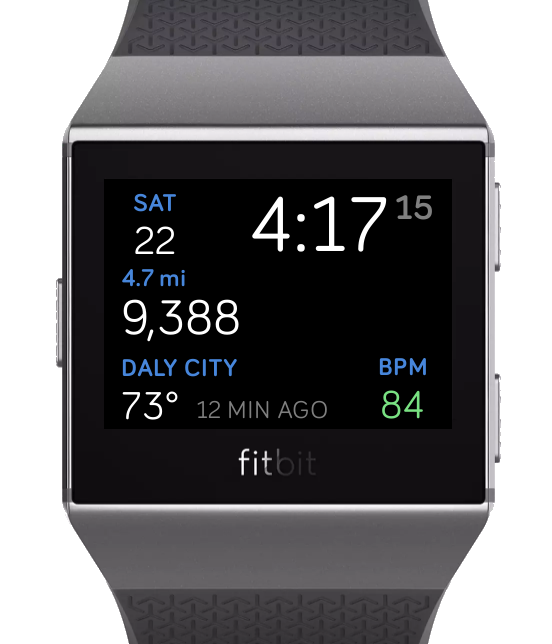 SAT 4:17 15
22
4.7 mi
9,388
DALY CITY BPM
73° 12 MIN AGO 84
fitbit